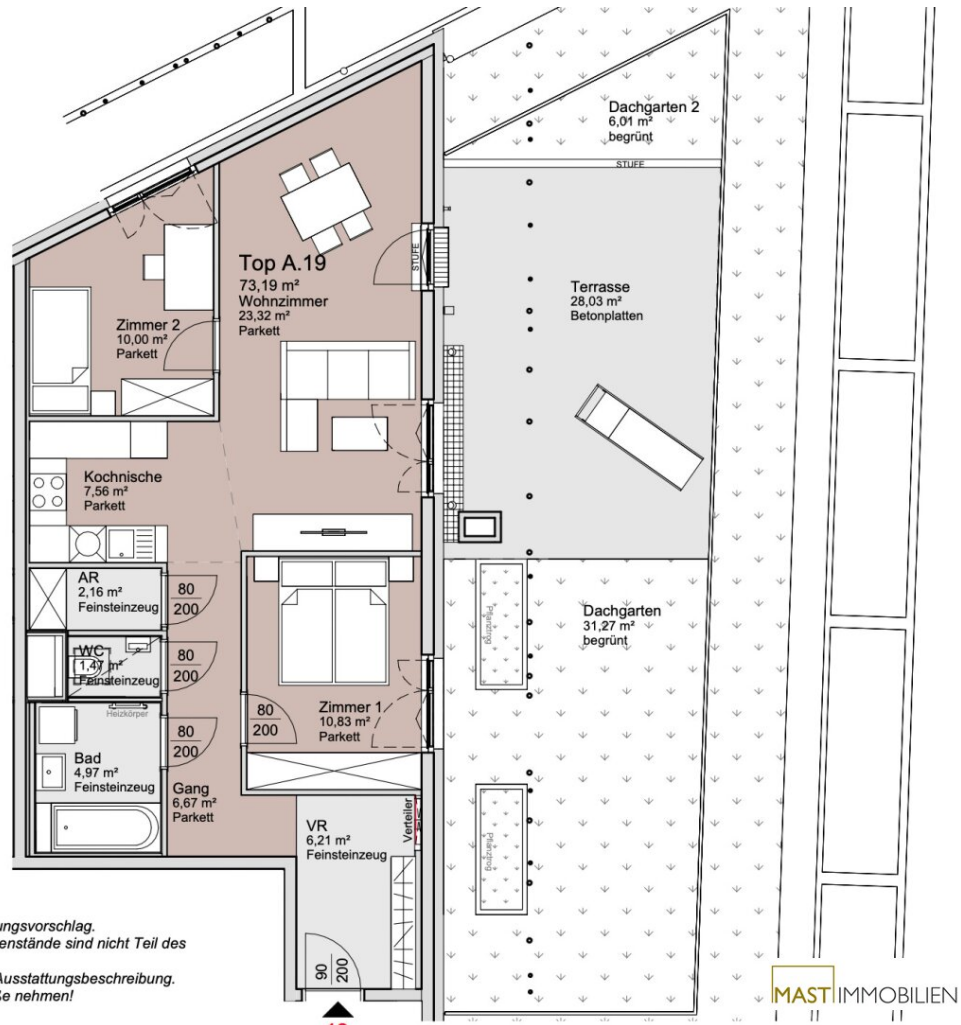 Dachgarten 2
6,01 m²
begrünt
STUFE
Top A.19
73,19 m²
Wohnzimmer
23,32 m²
Parkett
STUFE
Terrasse
28,03 m²
Betonplatten
Zimmer 2
10,00 m²
Parkett
Kochnische
7,56 m²
Parkett
AR
2,16 m²
Feinsteinzeug
80
200
WC
1,47 m²
Feinsteinzeug
80
200
Heizkörper
Bad
4,97 m²
Feinsteinzeug
80
200
Gang
6,67 m²
Parkett
Zimmer 1
10,83 m²
Parkett
80
200
Pflanztrog
Dachgarten
31,27 m²
begrünt
Pflanztrog
VR
6,21 m²
Feinsteinzeug
Verteiler
90
200
ungsvorschlag.
enstände sind nicht Teil des
Ausstattungsbeschreibung.
ße nehmen!
MAST IMMOBILIEN